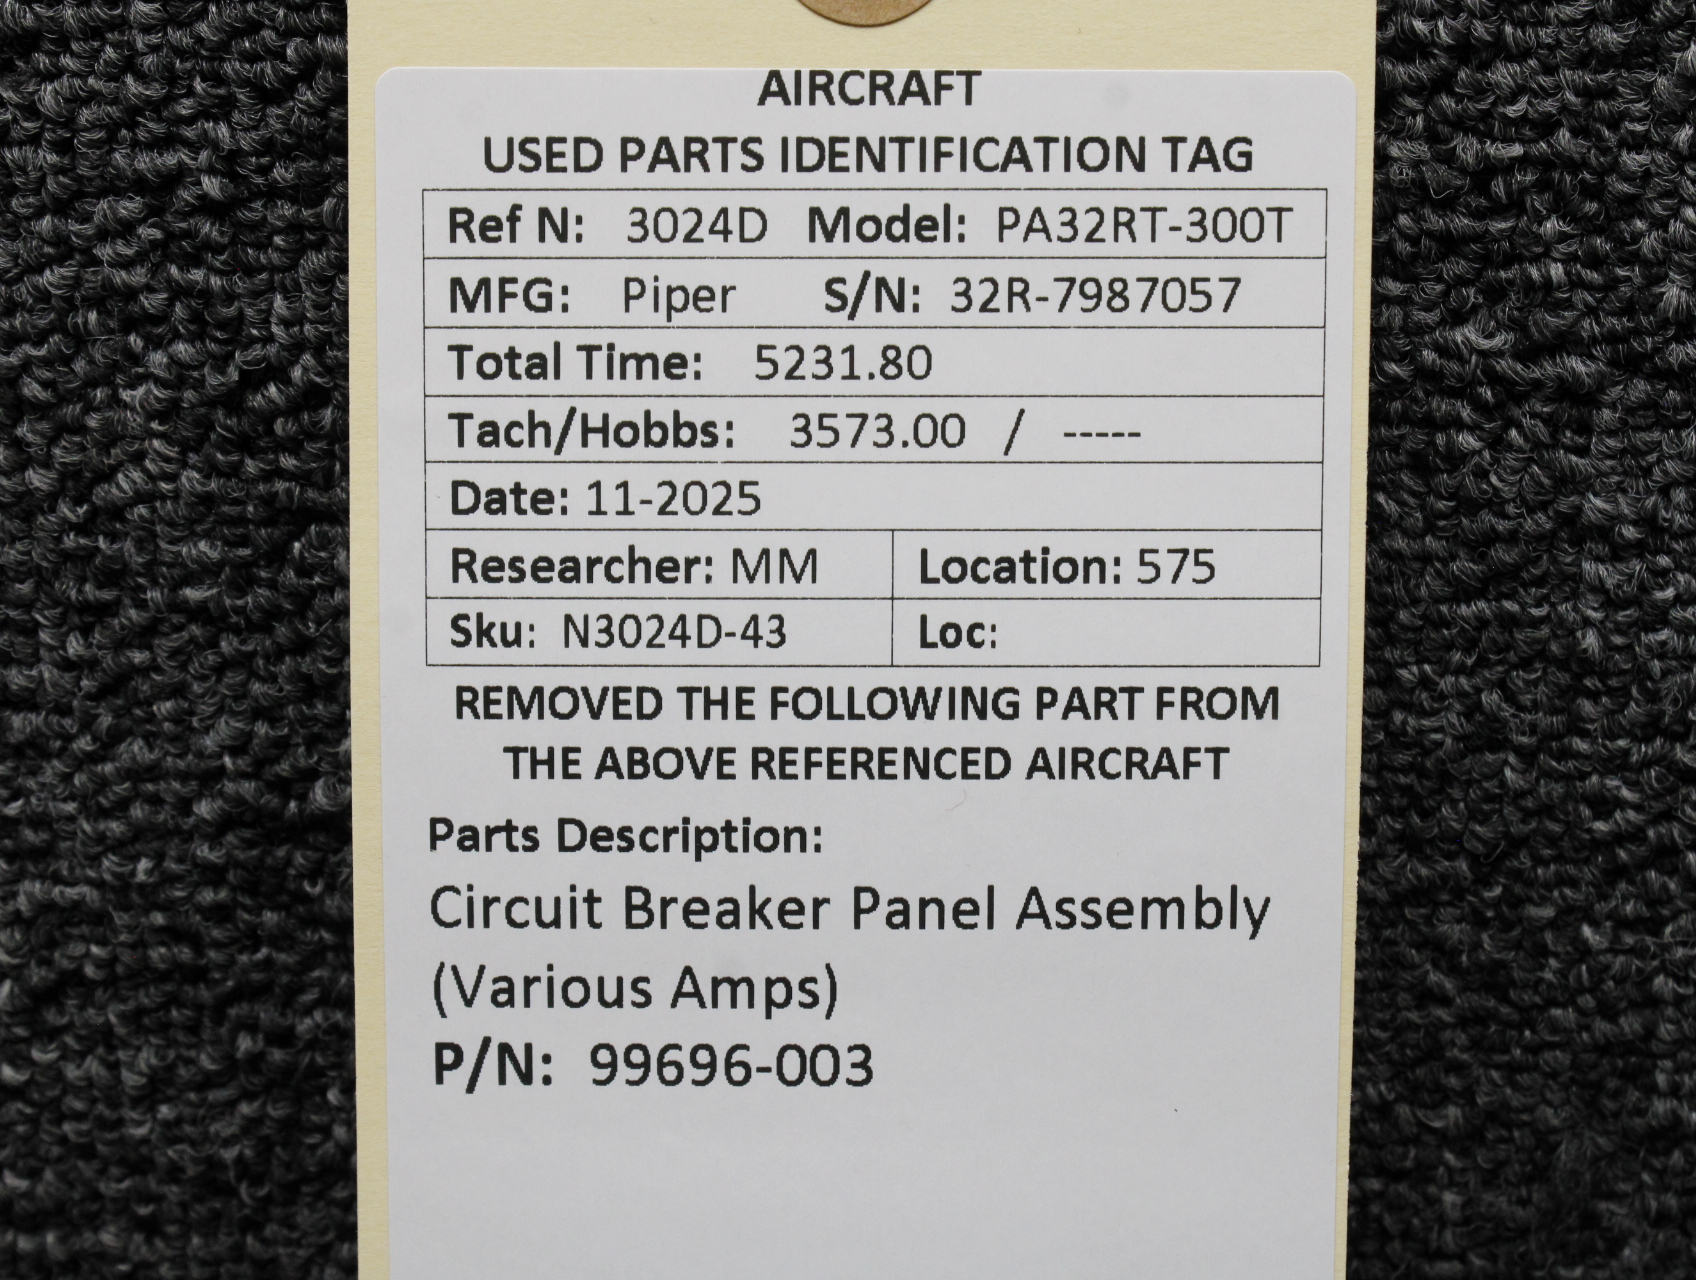 AIRCRAFT
USED PARTS IDENTIFICATION TAG
Ref N: 3024D Model: PA32RT-300T
MFG: Piper S/N: 32R-7987057
Total Time: 5231.80
Tach/Hobbs: 3573.00 / -----
Date: 11-2025
Researcher: MM Location: 575
Sku: N3024D-43 Loc:
REMOVED THE FOLLOWING PART FROM
THE ABOVE REFERENCED AIRCRAFT
Parts Description:
Circuit Breaker Panel Assembly
(Various Amps)
P/N: 99696-003